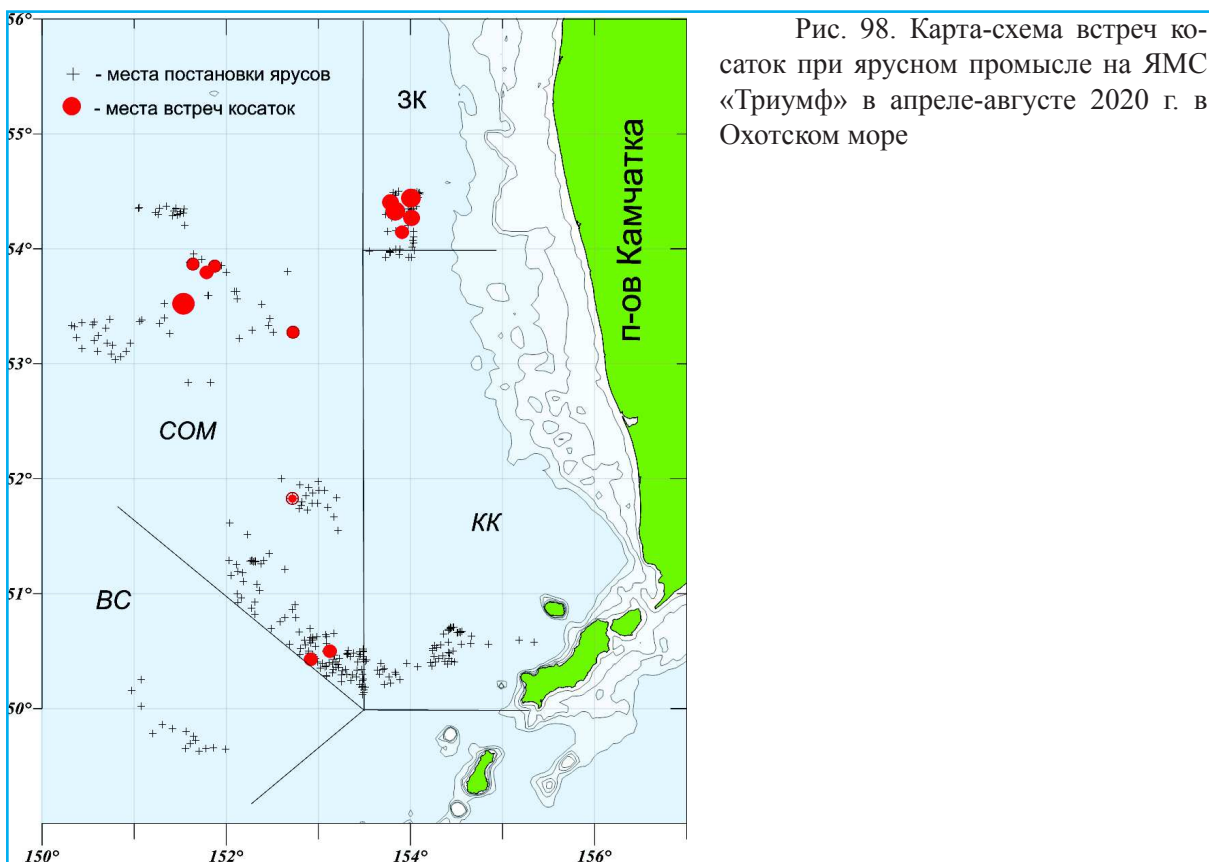 56°
+ - места постановки ярусов
- места встреч косаток
ЗК
55°
п-ов Камчатка
54°
53°
СОМ
52°
КК
51°
ВС
50°
150°
152°
154°
156°
Рис. 98. Карта-схема встреч ко-
саток при ярусном промысле на ЯМС
«Триумф» в апреле-августе 2020 г. в
Охотском море